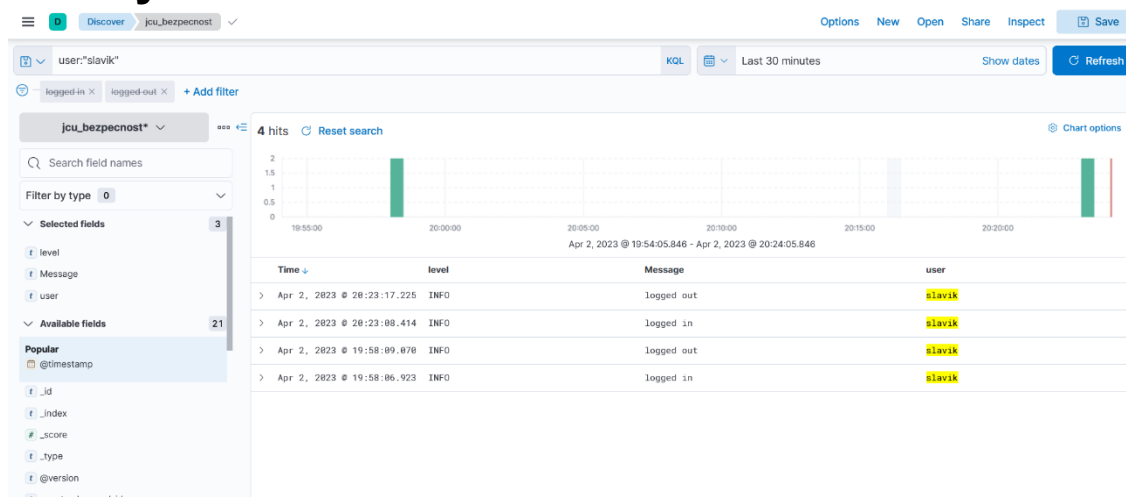 D Discover jcu_bezpecnost Options New Open Share Inspect Save
user:"slavik" KQL Last 30 minutes Show dates Refresh
logged in × logged out × + Add filter
jcu_bezpecnost* 4 hits Reset search Chart options
Search field names
Filter by type 0
Selected fields 3
t level
t Message
t user
Available fields 21
Popular
@timestamp
t _id
t _index
# _score
t _type
t @version
2
1.5
1
0.5
0
19:55:00 20:00:00 20:05:00 20:10:00 20:15:00 20:20:00
Apr 2, 2023 @ 19:54:05.846 - Apr 2, 2023 @ 20:24:05.846
Time level Message user
Apr 2, 2023 @ 20:23:17.225 INFO logged out slavik
Apr 2, 2023 @ 20:23:08.414 INFO logged in slavik
Apr 2, 2023 @ 19:58:09.070 INFO logged out slavik
Apr 2, 2023 @ 19:58:06.923 INFO logged in slavik